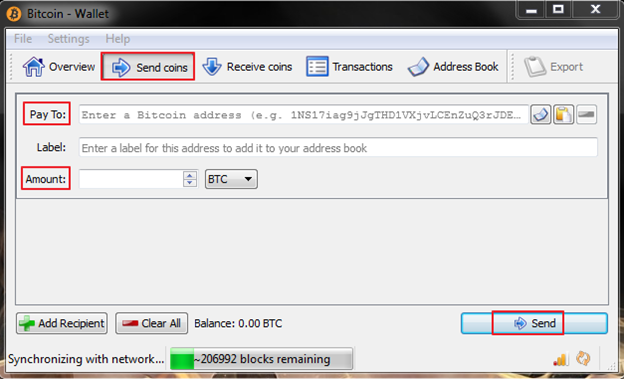 Bitcoin - Wallet
File Settings Help
Overview Send coins Receive coins Transactions Address Book Export
Pay To: Enter a Bitcoin address (e.g. 1NS17iag9jJgTHD1VXjvLCEnZuQ3rJDE...
Label: Enter a label for this address to add it to your address book
Amount: BTC
Add Recipient Clear All Balance: 0.00 BTC Send
Synchronizing with network... ~206992 blocks remaining